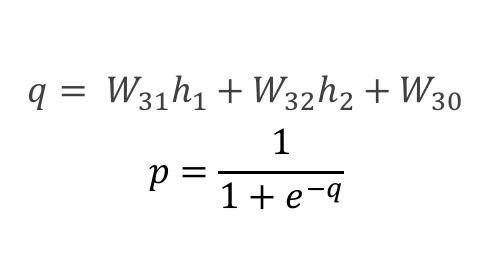 q = W₃₁h₁ + W₃₂h₂ + W₃₀
p = 1 / (1 + e^(−q))